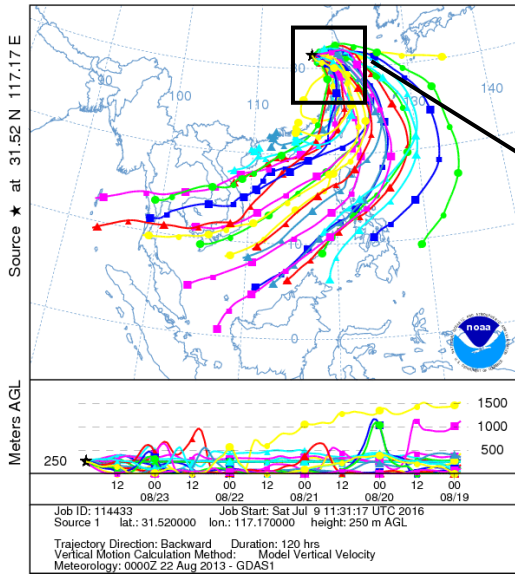 Source ★ at 31.52 N 117.17 E
90
100
110
130
140
30
0
noaa
Meters AGL
1500
1000
500
250
12 00 12 00 12 00 12 00 12 00
08/23 08/22 08/21 08/20 08/19
Job ID: 114433 Job Start: Sat Jul 9 11:31:17 UTC 2016
Source 1 lat.: 31.520000 lon.: 117.170000 height: 250 m AGL
Trajectory Direction: Backward Duration: 120 hrs
Vertical Motion Calculation Method: Model Vertical Velocity
Meteorology: 0000Z 22 Aug 2013 - GDAS1